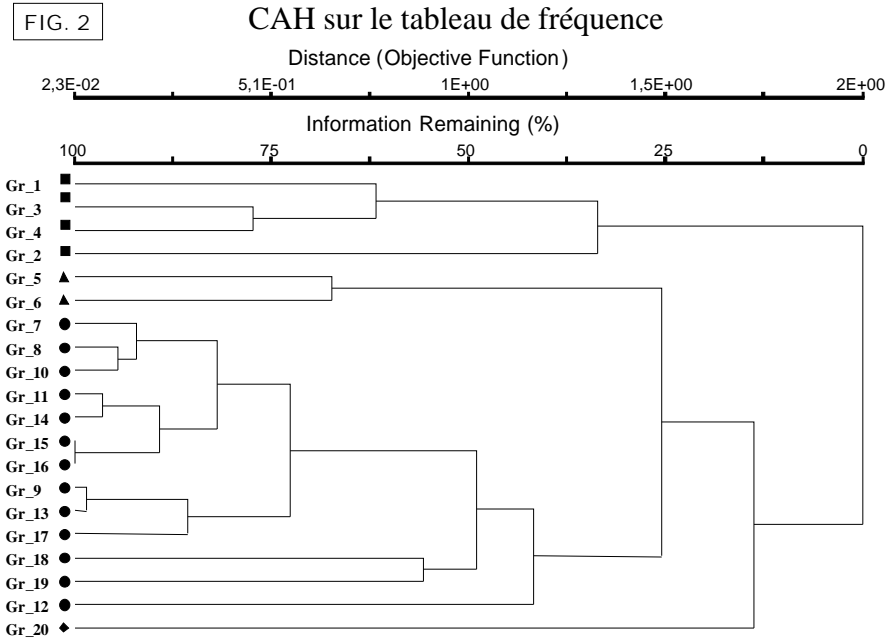 FIG. 2
CAH sur le tableau de fréquence
Distance (Objective Function)
2,3E-02 5,1E-01 1E+00 1,5E+00 2E+00
Information Remaining (%)
100 75 50 25 0
Gr_1
Gr_3
Gr_4
Gr_2
Gr_5
Gr_6
Gr_7
Gr_8
Gr_10
Gr_11
Gr_14
Gr_15
Gr_16
Gr_9
Gr_13
Gr_17
Gr_18
Gr_19
Gr_12
Gr_20